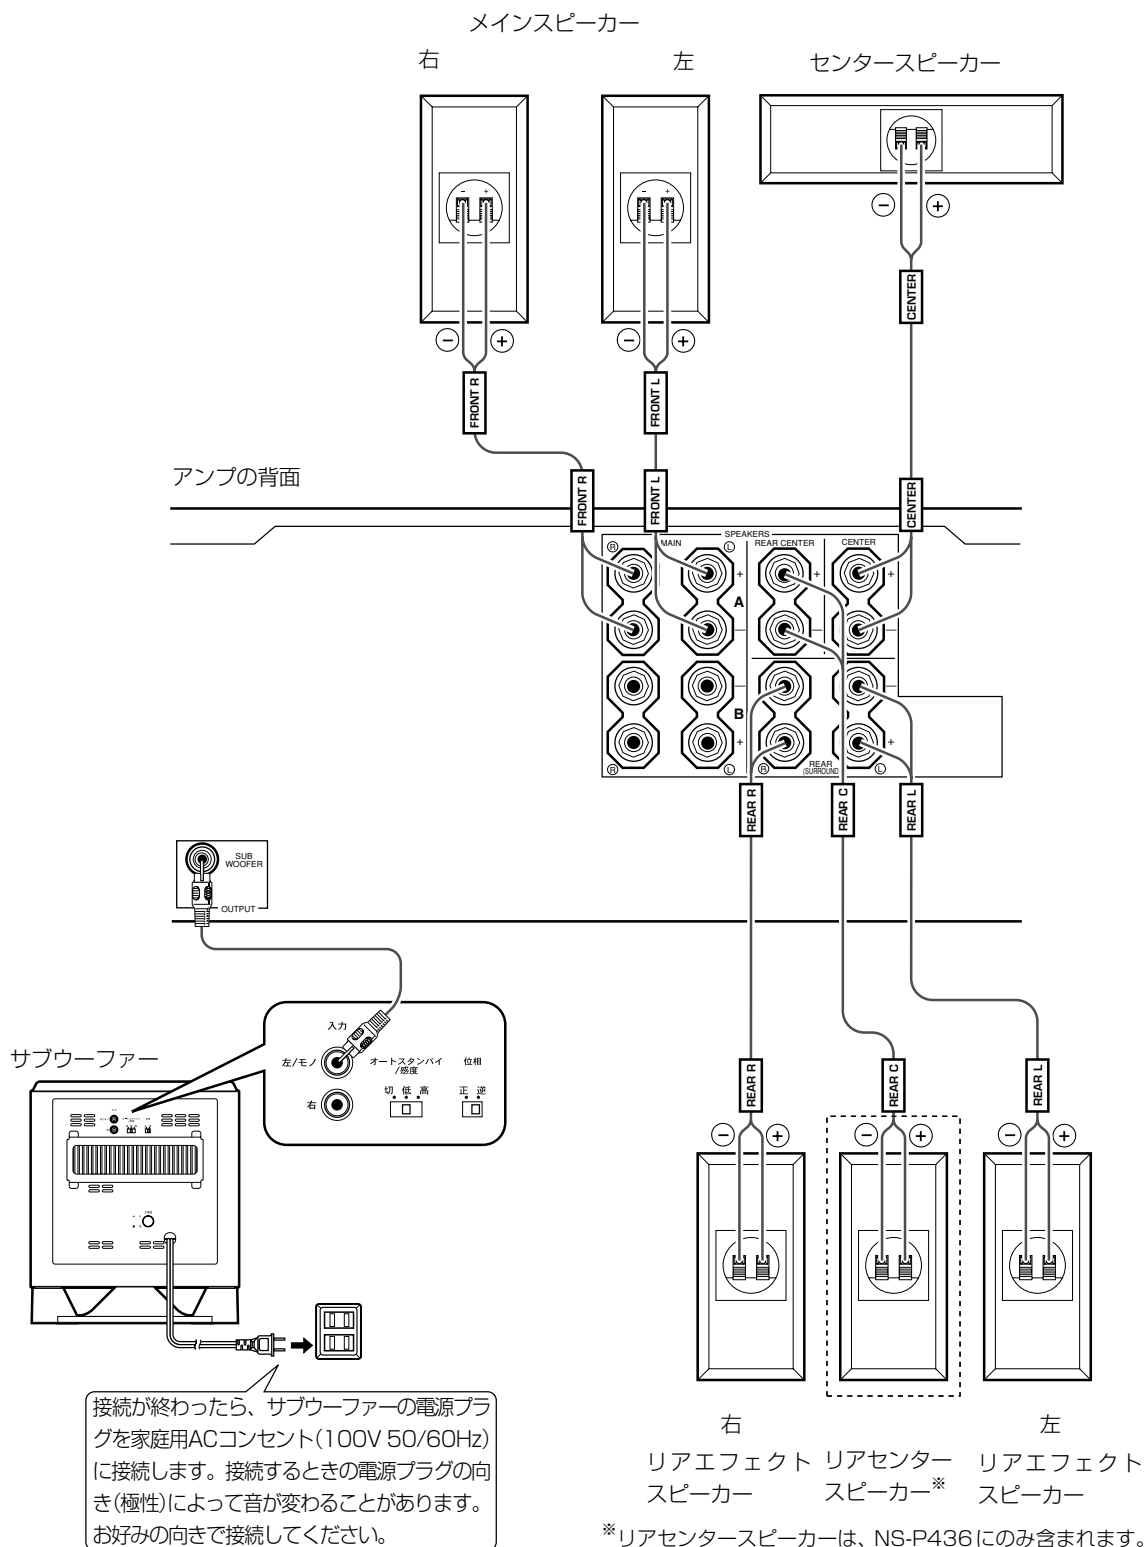 メインスピーカー
右
左
センタースピーカー
- +
- +
− +
− +
− +
CENTER
FRONT R
FRONT L
アンプの背面
FRONT R
FRONT L
CENTER
SPEAKERS
R MAIN L
REAR CENTER
CENTER
+ + +
A
— — —
— —
B
+ +
R L
R REAR L
(SURROUND
REAR R
REAR C
REAR L
SUB
WOOFER
OUTPUT
入力
左/モノ
オートスタンバイ
/感度
位相
切 低 高
正 逆
右
サブウーファー
REAR R
REAR C
REAR L
− +
− +
− +
接続が終わったら、サブウーファーの電源プラ
グを家庭用ACコンセント(100V 50/60Hz)
に接続します。接続するときの電源プラグの向
き(極性)によって音が変わることがあります。
お好みの向きで接続してください。
右
リアエフェクト
スピーカー
リアセンター
スピーカー※
左
リアエフェクト
スピーカー
※リアセンタースピーカーは、NS-P436にのみ含まれます。